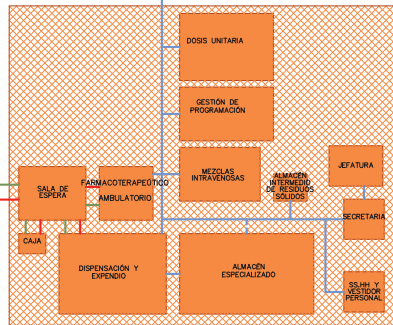 DOSIS UNITARIA
GESTIÓN DE
PROGRAMACIÓN
MEZCLAS
INTRAVENOSAS
FARMACOTERAPEÚTICO
AMBULATORIO
SALA DE
ESPERA
CAJA
ALMACÉN
INTERMEDIO
DE RESIDUOS
SÓLIDOS
JEFATURA
SECRETARIA
DISPENSACIÓN Y
EXPENDIO
ALMACÉN
ESPECIALIZADO
SS.HH Y
VESTIDOR
PERSONAL